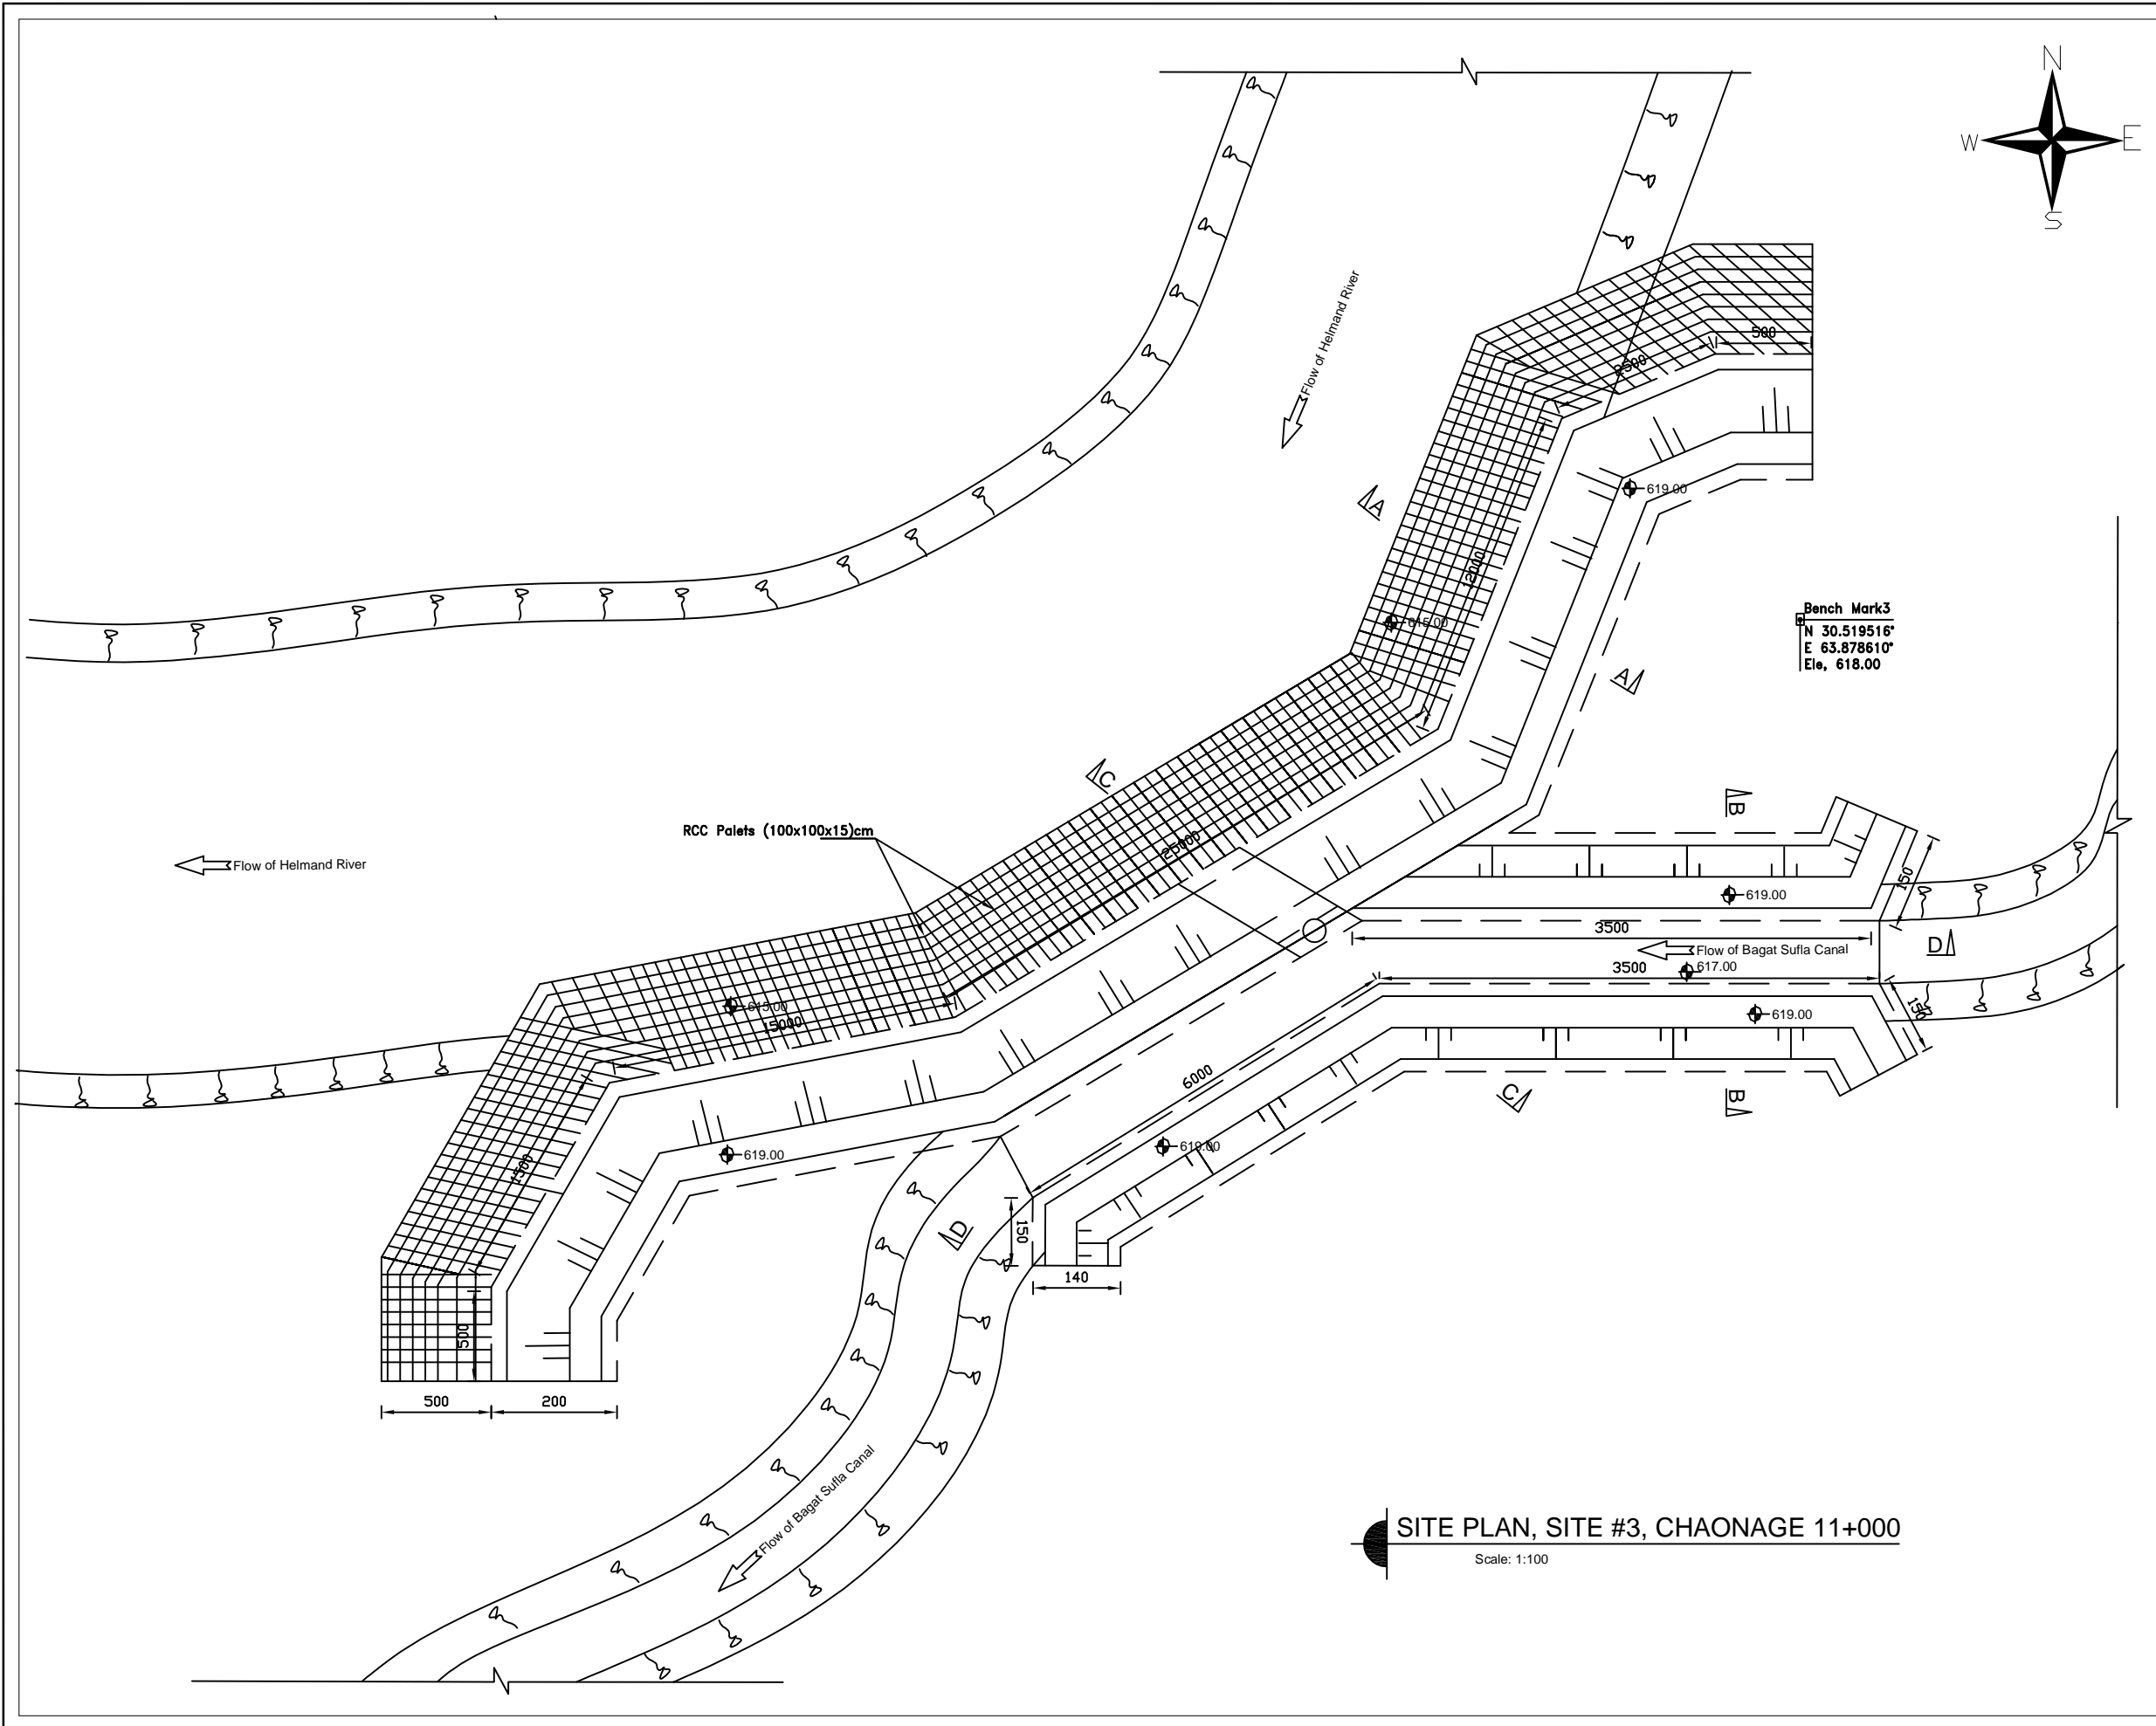 N
W E
S
Flow of Helmand River
500
2500
619.00
A
12000
Bench Mark3
N 30.519516°
E 63.878610°
Ele, 618.00
615.00
A
C
B
RCC Palets (100x100x15)cm
25000
Flow of Helmand River
619.00
150
3500
D
Flow of Bagat Sufla Canal
3500
617.00
615.00
619.00
150
15000
6000
C
B
619.00
619.00
1500
D
150
140
500
500
200
Flow of Bagat Sufla Canal
SITE PLAN, SITE #3, CHAONAGE 11+000
Scale: 1:100